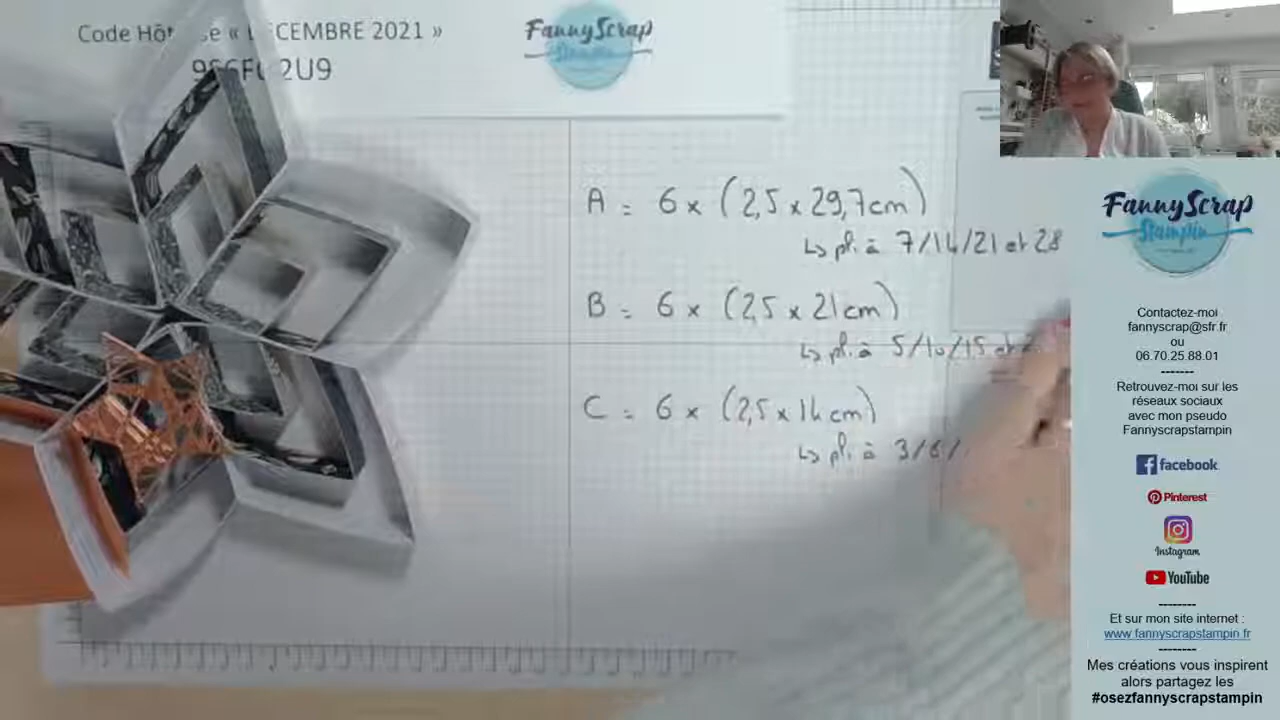 Code « DÉCEMBRE 2021 »
FannyScrap
Stampin
A = 6 x (2,5 x 29,7cm)
↳ pli à 7/14/21 et 28
B = 6 x (2,5 x 21cm)
↳ pli à 5/10/15 et
C = 6 x (2,5 x 14cm)
↳ pli à 3/6/
FannyScrap
Stampin
Contactez-moi
fannyscrap@sfr.fr
ou
06.70.25.88.01
-------
Retrouvez-moi sur les
réseaux sociaux
avec mon pseudo
Fannyscrapstampin
facebook
Pinterest
Instagram
YouTube
--------
Et sur mon site internet :
www.fannyscrapstampin.fr
-------
Mes créations vous inspirent
alors partagez les
#osezfannyscrapstampin